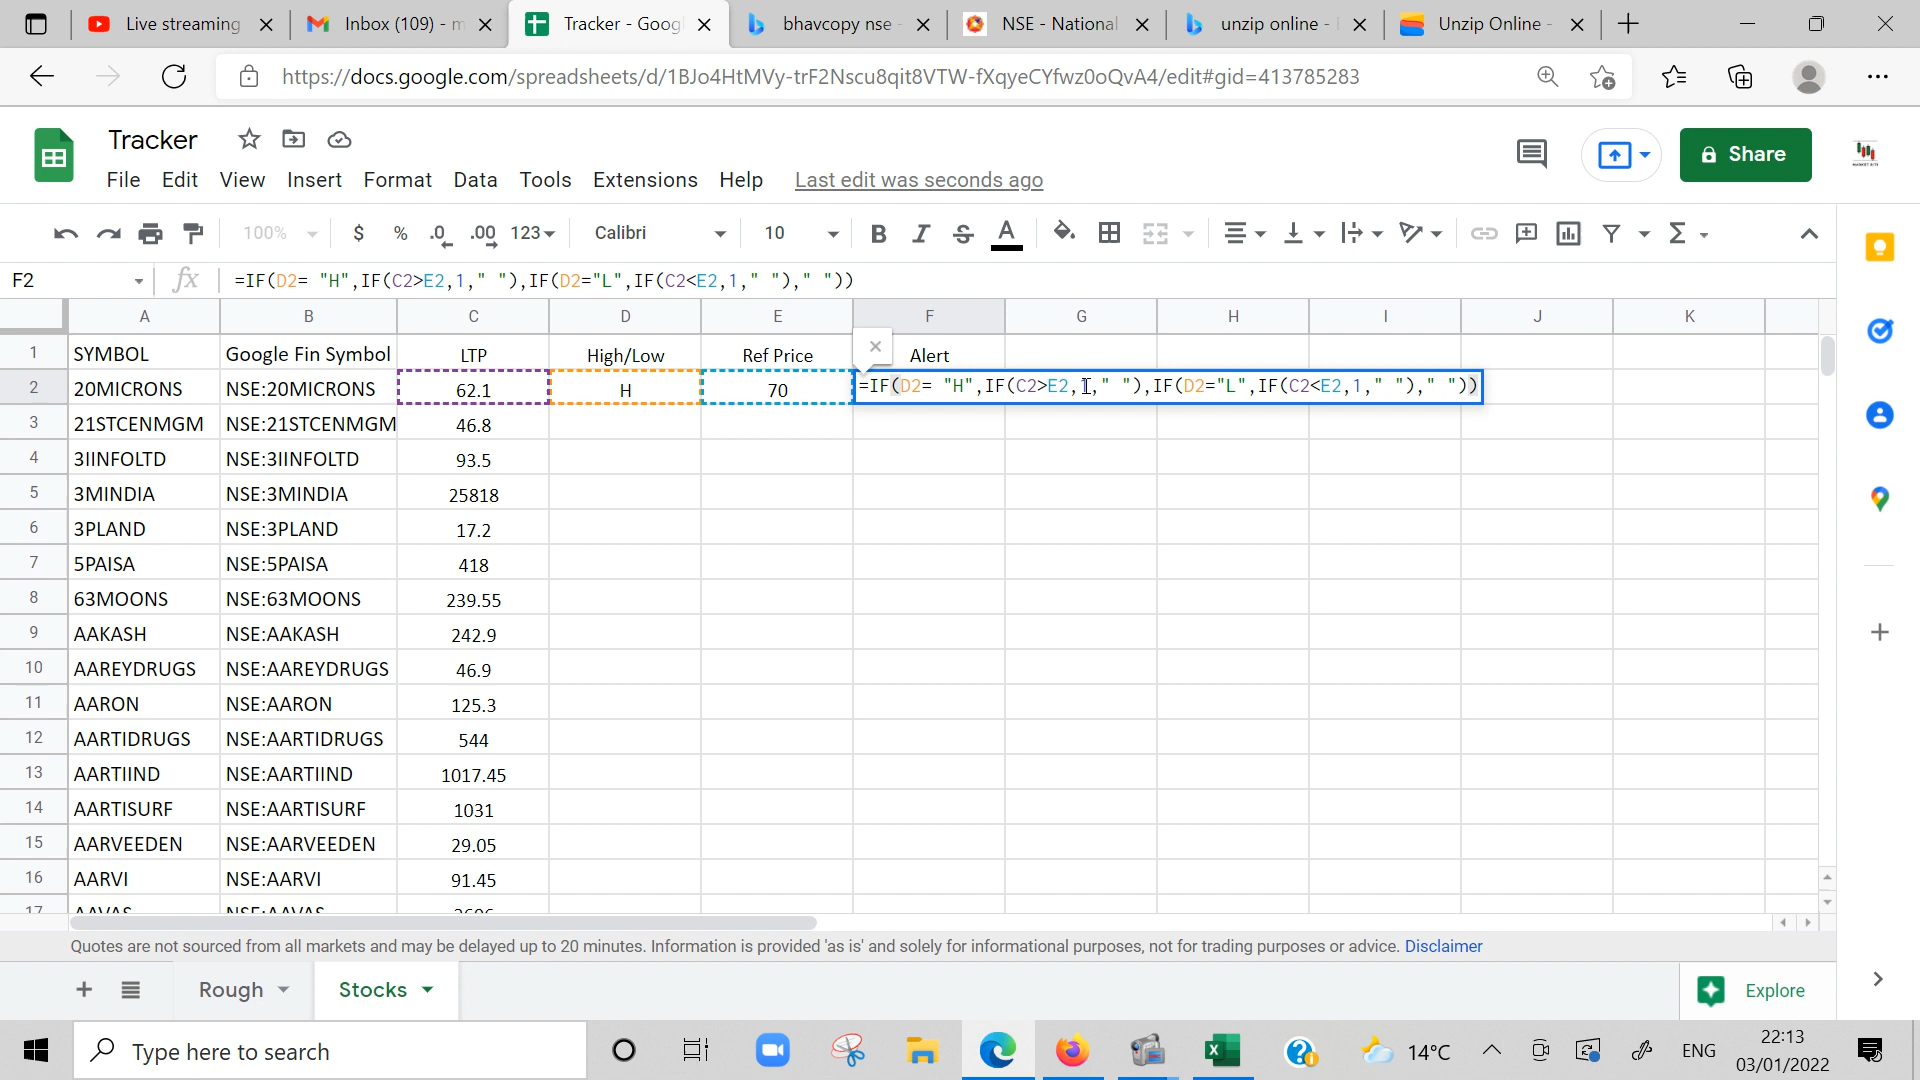 Live streaming
Inbox (109) - m
Tracker - Goog
bhavcopy nse -
NSE - National
unzip online -
Unzip Online -
https://docs.google.com/spreadsheets/d/1BJo4HtMVy-trF2Nscu8qit8VTW-fXqyeCYfwz0oQvA4/edit#gid=413785283
Tracker
Share
File Edit View Insert Format Data Tools Extensions Help Last edit was seconds ago
100% $ % .0 .00 123 Calibri 10 B I S A
F2 fx =IF(D2= "H",IF(C2>E2,1," "),IF(D2="L",IF(C2<E2,1," ")," "))
A B C D E F G H I J K
1 SYMBOL Google Fin Symbol LTP High/Low Ref Price Alert
2 20MICRONS NSE:20MICRONS 62.1 H 70 =IF(D2= "H",IF(C2>E2,1," "),IF(D2="L",IF(C2<E2,1," ")," "))
3 21STCENMGM NSE:21STCENMGM 46.8
4 3IINFOLTD NSE:3IINFOLTD 93.5
5 3MINDIA NSE:3MINDIA 25818
6 3PLAND NSE:3PLAND 17.2
7 5PAISA NSE:5PAISA 418
8 63MOONS NSE:63MOONS 239.55
9 AAKASH NSE:AAKASH 242.9
10 AAREYDRUGS NSE:AAREYDRUGS 46.9
11 AARON NSE:AARON 125.3
12 AARTIDRUGS NSE:AARTIDRUGS 544
13 AARTIIND NSE:AARTIIND 1017.45
14 AARTISURF NSE:AARTISURF 1031
15 AARVEEDEN NSE:AARVEEDEN 29.05
16 AARVI NSE:AARVI 91.45
17 AAVAS NSE:AAVAS
Quotes are not sourced from all markets and may be delayed up to 20 minutes. Information is provided 'as is' and solely for informational purposes, not for trading purposes or advice. Disclaimer
Rough Stocks Explore
Type here to search
14°C ENG
22:13
03/01/2022